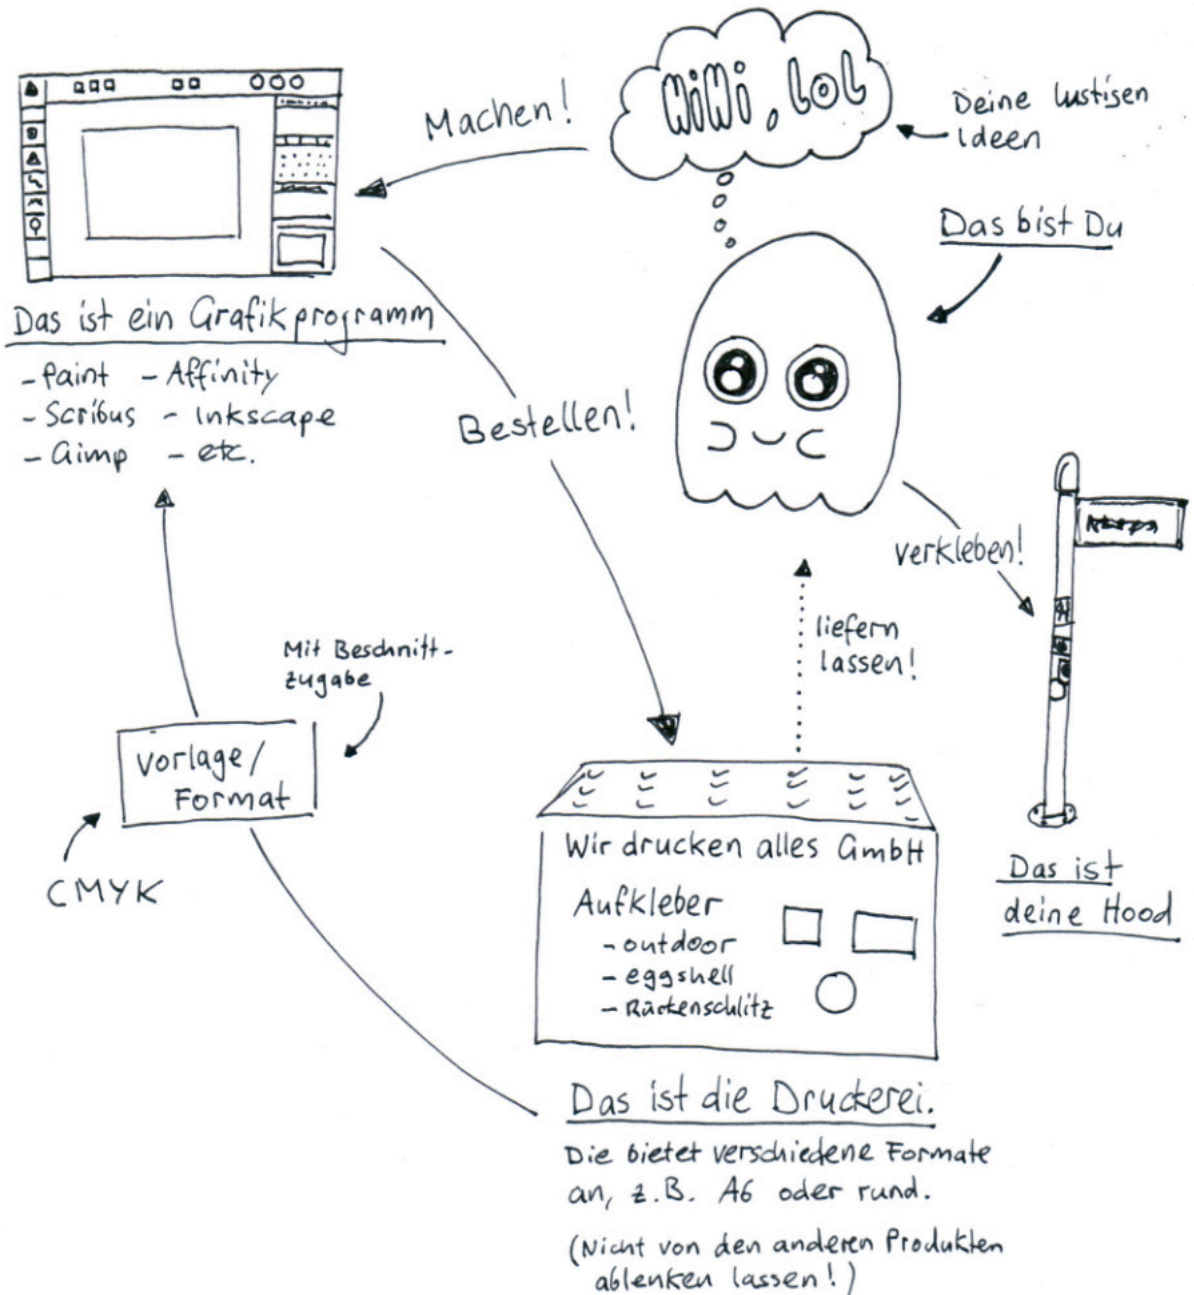 HiHi, lol
Deine lustigen
Ideen
Machen!
Das bist Du
Das ist ein Grafikprogramm
- Paint - Affinity
- Scribus - Inkscape
- Gimp - etc.
Bestellen!
verkleben!
liefern
lassen!
Mit Beschnitt-
zugabe
Vorlage/
Format
CMYK
Wir drucken alles GmbH
Aufkleber
- outdoor
- eggshell
- Rückenschlitz
Das ist
deine Hood
Das ist die Druckerei.
Die bietet verschiedene Formate
an, z.B. A6 oder rund.
(Nicht von den anderen Produkten
ablenken lassen!)